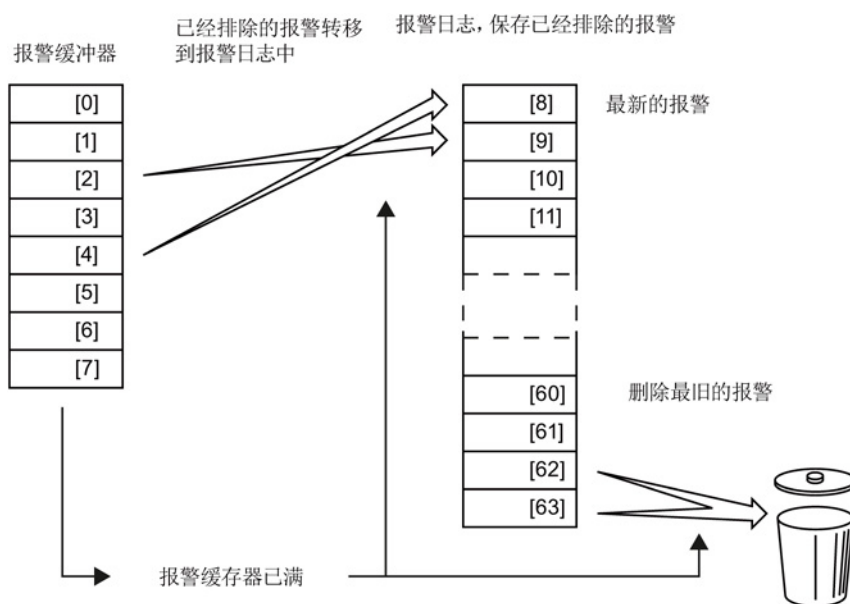 已经排除的报警转移
到报警日志中
报警日志，保存已经排除的报警
报警缓冲器
[0]
[1]
[2]
[3]
[4]
[5]
[6]
[7]
[8]
[9]
[10]
[11]
[60]
[61]
[62]
[63]
最新的报警
删除最旧的报警
报警缓存器已满